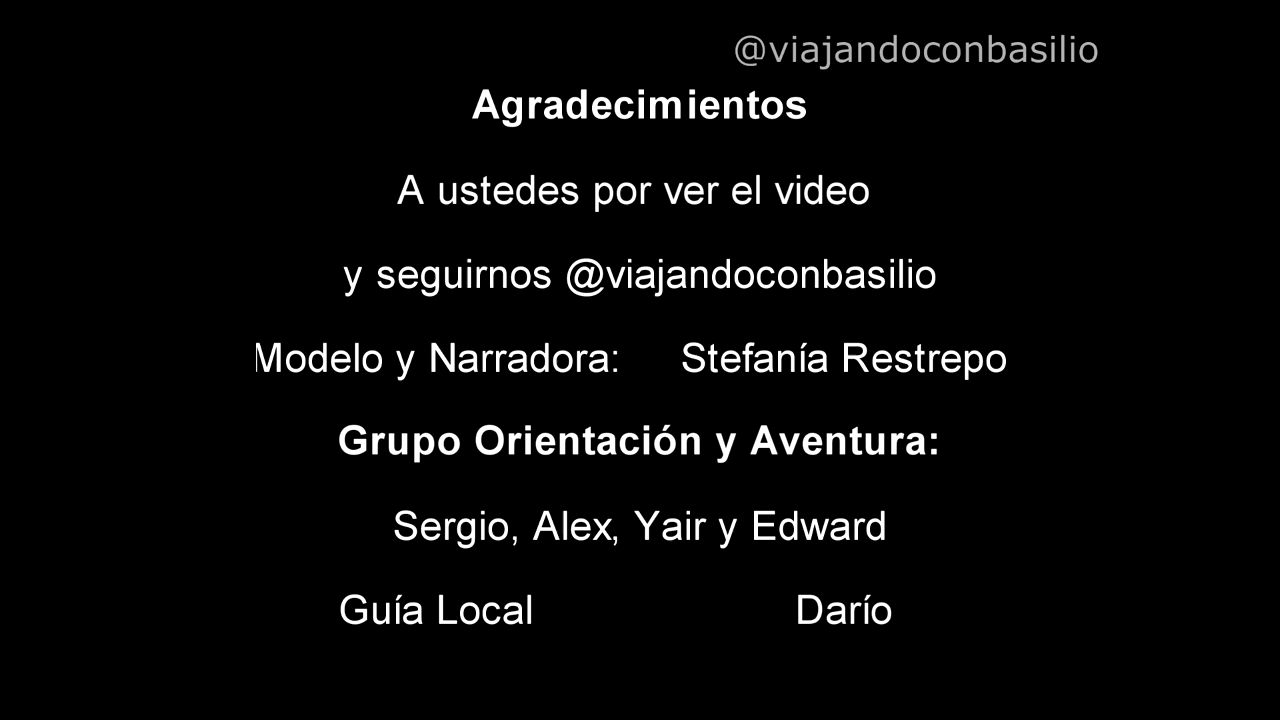 @viajandoconbasilio
Agradecimientos
A ustedes por ver el video
y seguirnos @viajandoconbasilio
Modelo y Narradora: Stefanía Restrepo
Grupo Orientación y Aventura:
Sergio, Alex, Yair y Edward
Guía Local Darío